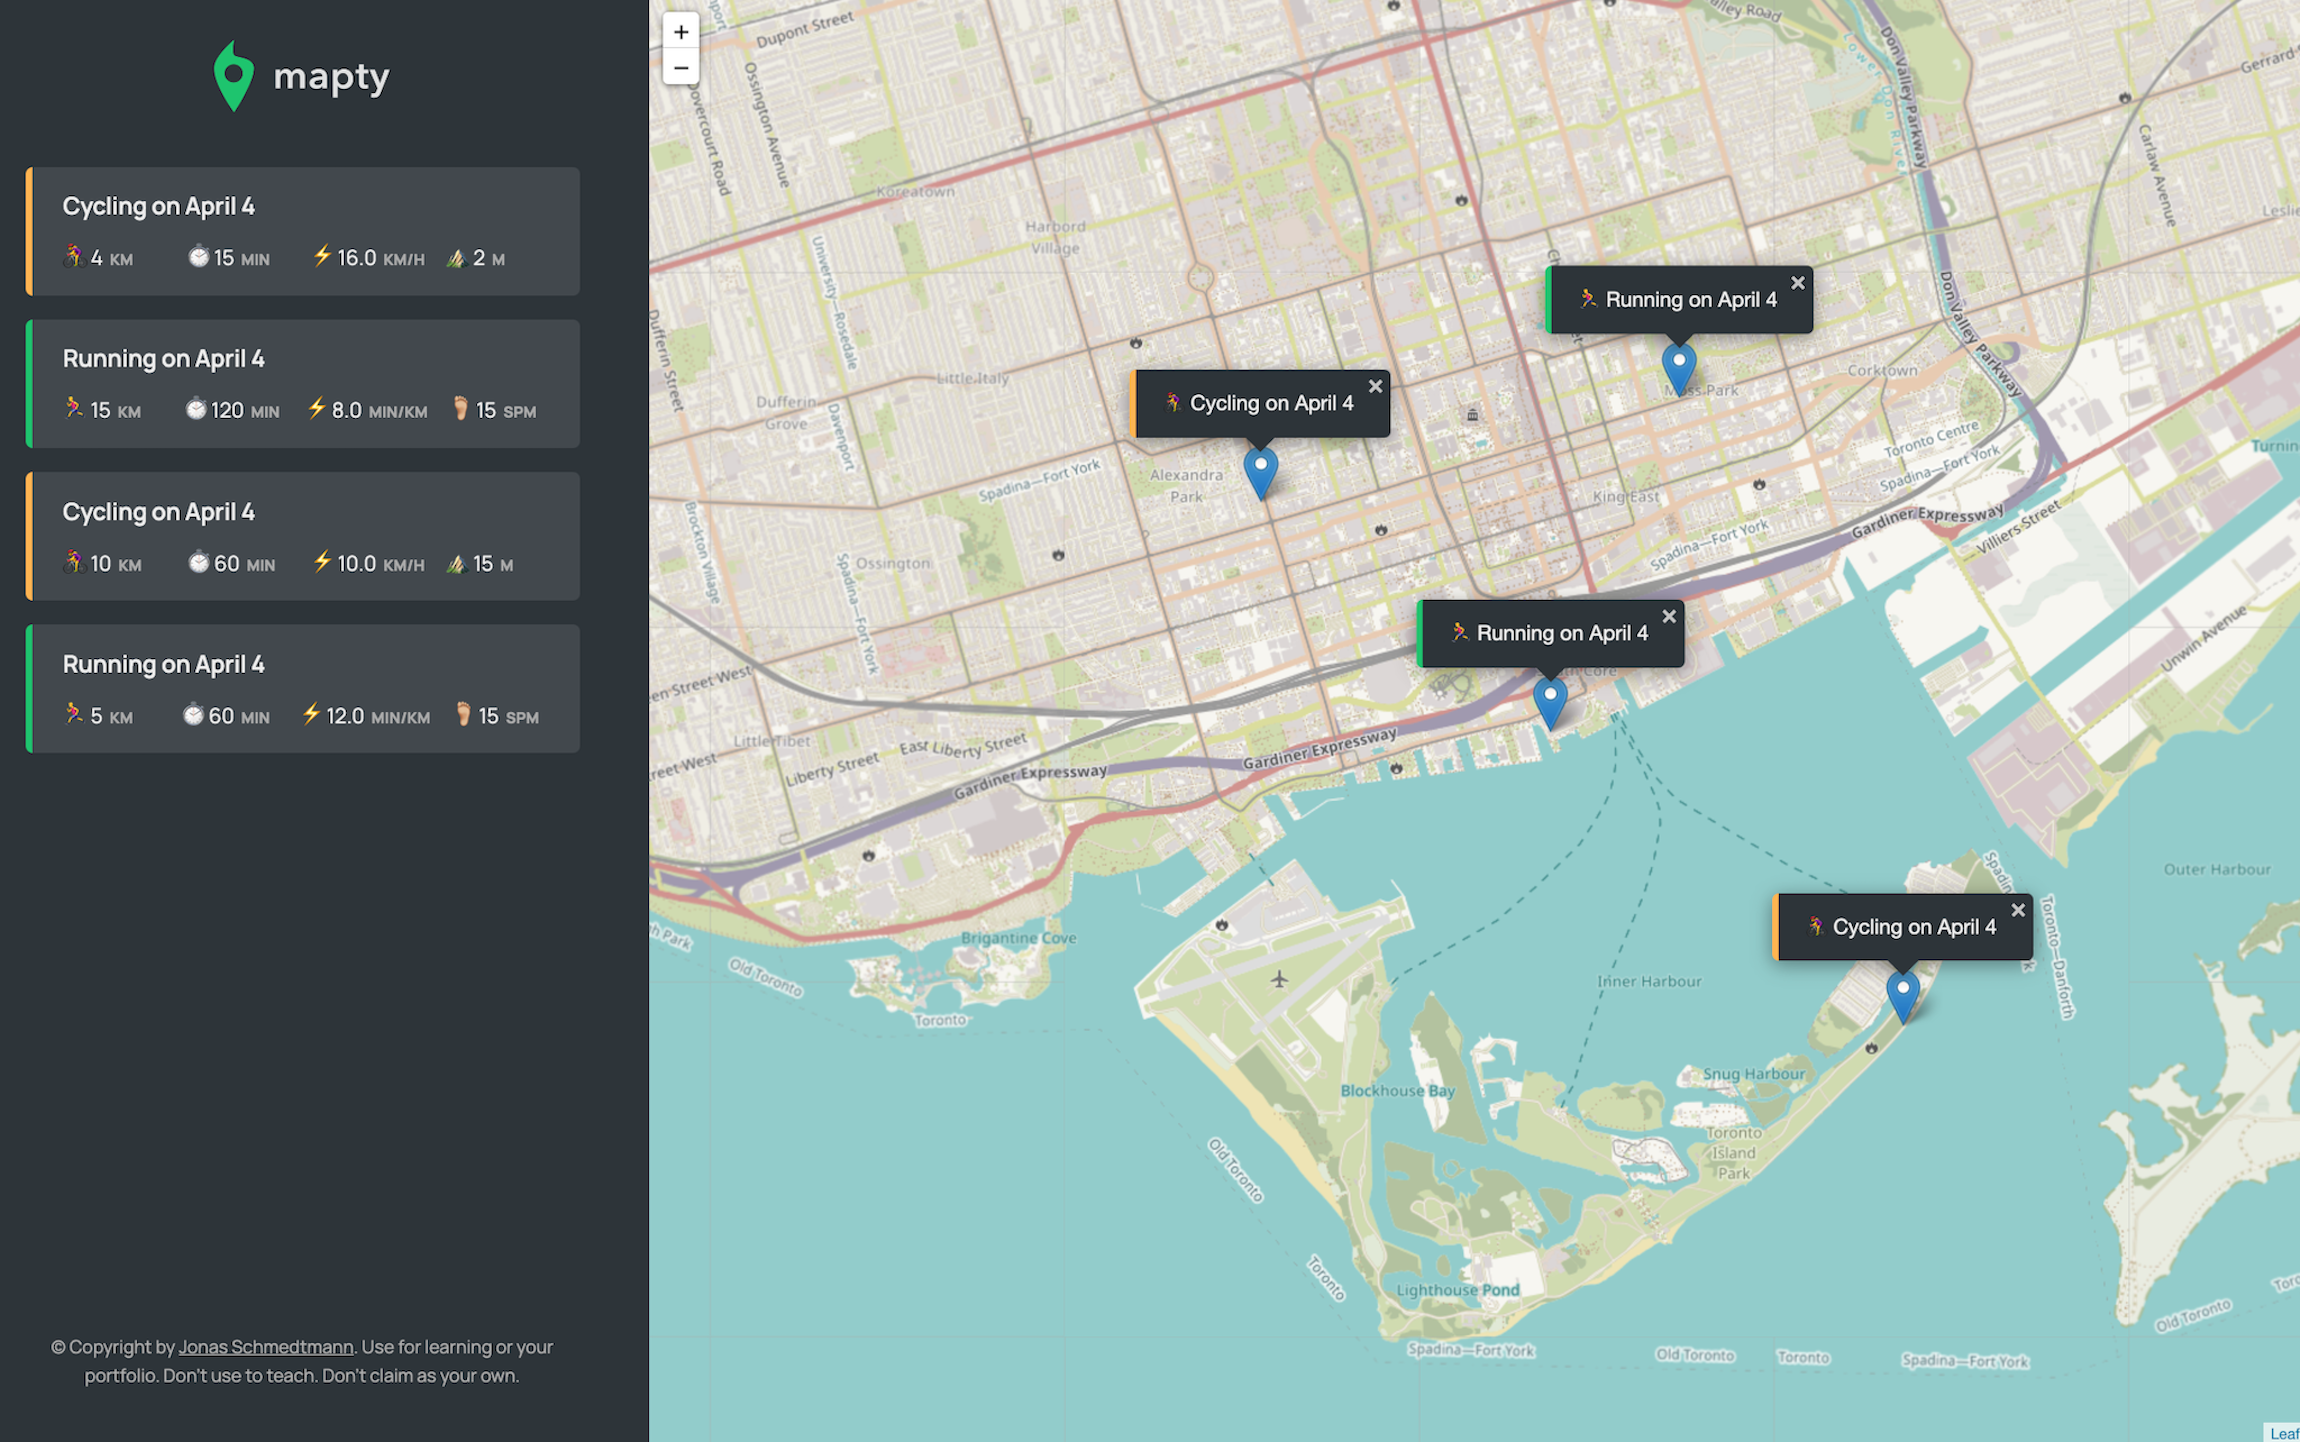 mapty
Cycling on April 4
4 KM 15 MIN 16.0 KM/H 2 M
Running on April 4
15 KM 120 MIN 8.0 MIN/KM 15 SPM
Cycling on April 4
10 KM 60 MIN 10.0 KM/H 15 M
Running on April 4
5 KM 60 MIN 12.0 MIN/KM 15 SPM
© Copyright by Jonas Schmedtmann. Use for learning or your
portfolio. Don't use to teach. Don't claim as your own.
+
−
Dupont Street
Ossington Avenue
Dovercourt Road
Don Valley Parkway
Lower Don River
Carlaw Avenue
Koreatown
Harbord
Village
University—Rosedale
Dufferin Street
Little Italy
Dufferin
Grove
Davenport
Running on April 4
×
Moss Park
Corktown
Don Valley Parkway
Cycling on April 4
×
Alexandra
Park
Spadina—Fort York
King East
Toronto Centre
Spadina—Fort York
Spadina—Fort York
Gardiner Expressway
Villiers Street
Unwin Avenue
Brockton Village
Ossington
Spadina—Fort York
Running on April 4
×
Little Tibet
East Liberty Street
Liberty Street
Gardiner Expressway
Gardiner Expressway
Outer Harbour
Cycling on April 4
×
Toronto—Danforth
Brigantine Cove
Old Toronto
Toronto
Inner Harbour
Blockhouse Bay
Snug Harbour
Toronto
Island
Park
Old Toronto
Toronto
Lighthouse Pond
Old Toronto
Spadina—Fort York
Old Toronto
Toronto
Spadina—Fort York
Leaf